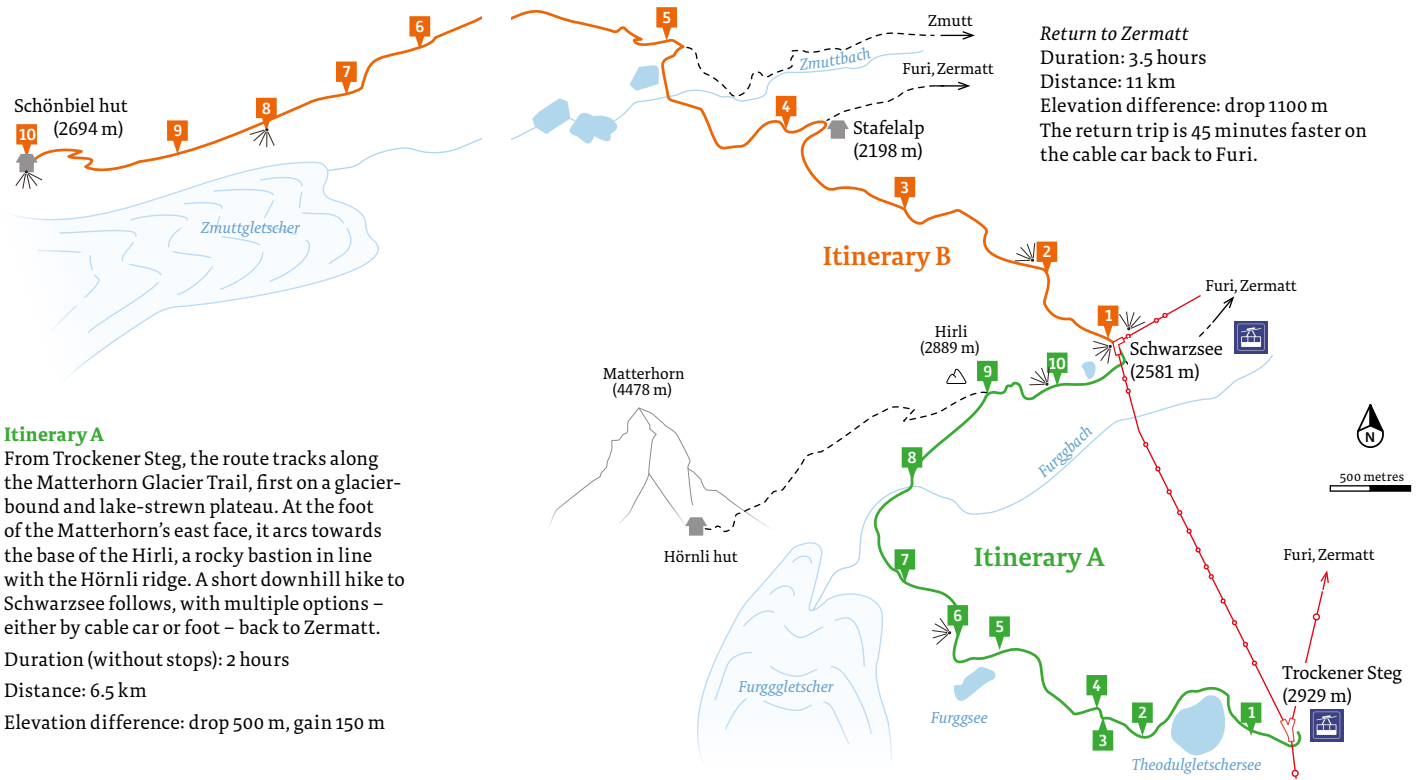 6
5
7
8
9
10
Schönbiel hut
(2694 m)
Zmuttgletscher
Zmutt
Zmuttbach
Furi, Zermatt
4
Stafelalp
(2198 m)
3
Itinerary B
2
1
Return to Zermatt
Duration: 3.5 hours
Distance: 11 km
Elevation difference: drop 1100 m
The return trip is 45 minutes faster on
the cable car back to Furi.
Furi, Zermatt
Schwarzsee
(2581 m)
Hirli
(2889 m)
10
9
Matterhorn
(4478 m)
Hörnli hut
8
Furggbach
N
500 metres
Itinerary A
From Trockener Steg, the route tracks along
the Matterhorn Glacier Trail, first on a glacier-
bound and lake-strewn plateau. At the foot
of the Matterhorn’s east face, it arcs towards
the base of the Hirli, a rocky bastion in line
with the Hörnli ridge. A short downhill hike to
Schwarzsee follows, with multiple options –
either by cable car or foot – back to Zermatt.
Duration (without stops): 2 hours
Distance: 6.5 km
Elevation difference: drop 500 m, gain 150 m
Itinerary A
7
6
5
Furggletscher
Furggsee
4
3
2
1
Theodulgletschersee
Furi, Zermatt
Trockener Steg
(2929 m)